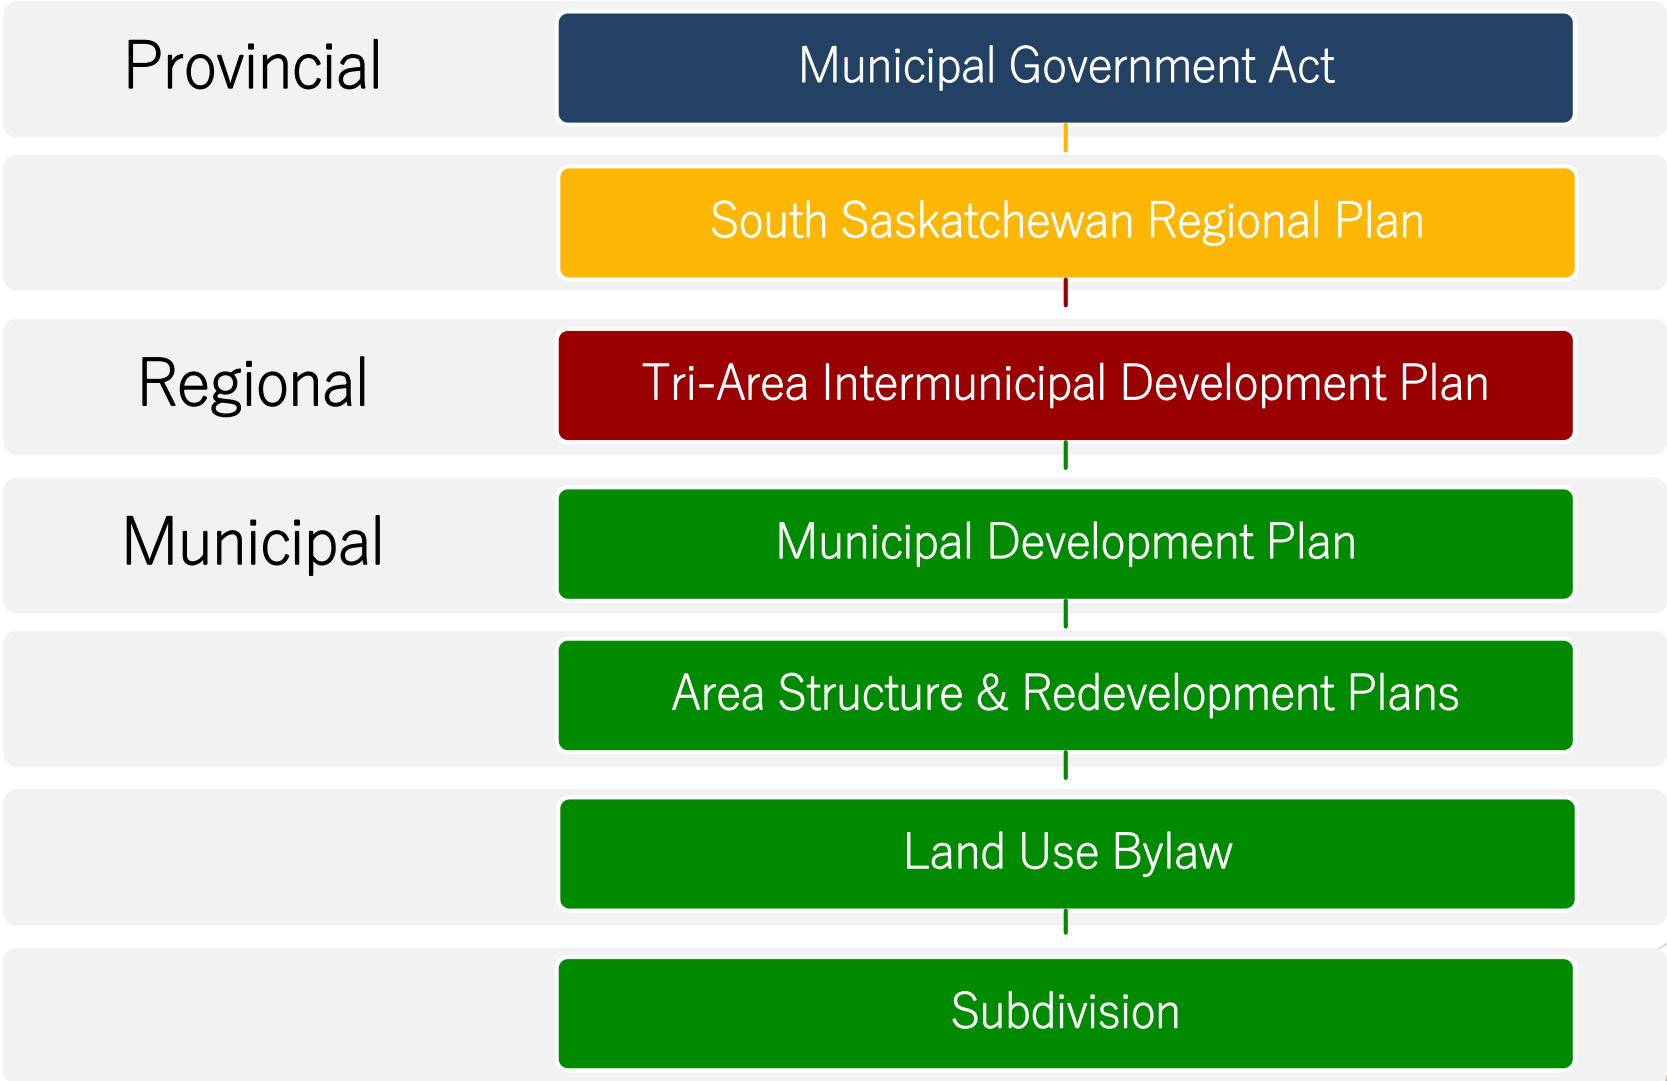 Provincial
Municipal Government Act
South Saskatchewan Regional Plan
Regional
Tri-Area Intermunicipal Development Plan
Municipal
Municipal Development Plan
Area Structure & Redevelopment Plans
Land Use Bylaw
Subdivision